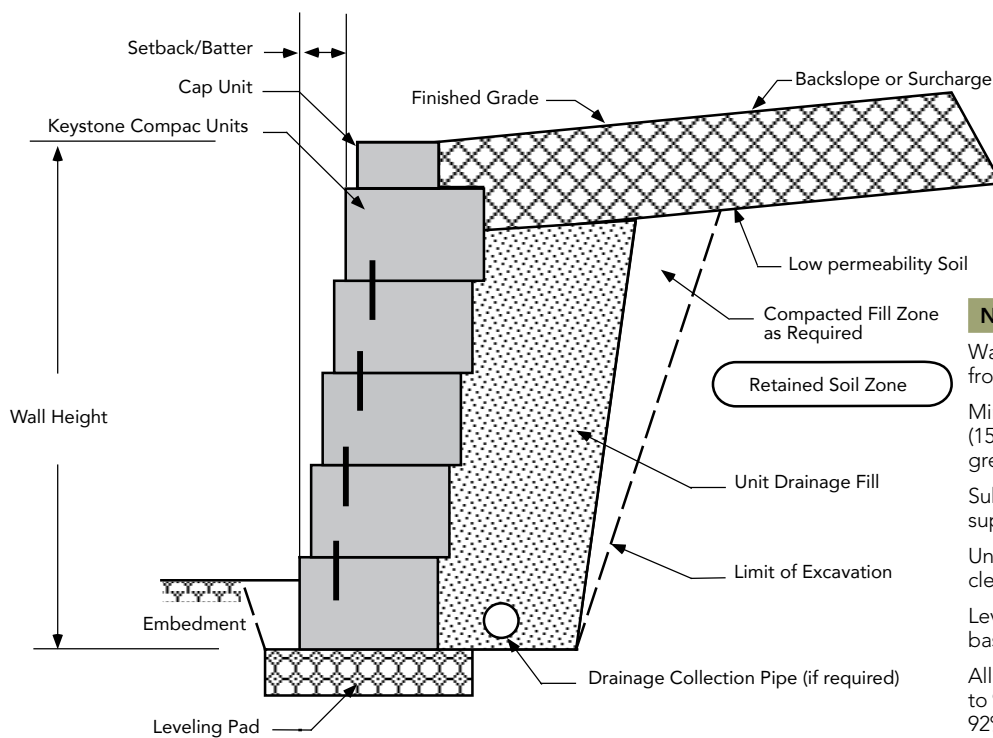 Setback/Batter
Cap Unit
Keystone Compac Units
Finished Grade
Backslope or Surcharge
Low permeability Soil
Compacted Fill Zone
as Required
Retained Soil Zone
Wall Height
Unit Drainage Fill
Limit of Excavation
Embedment
Drainage Collection Pipe (if required)
Leveling Pad
(15
92